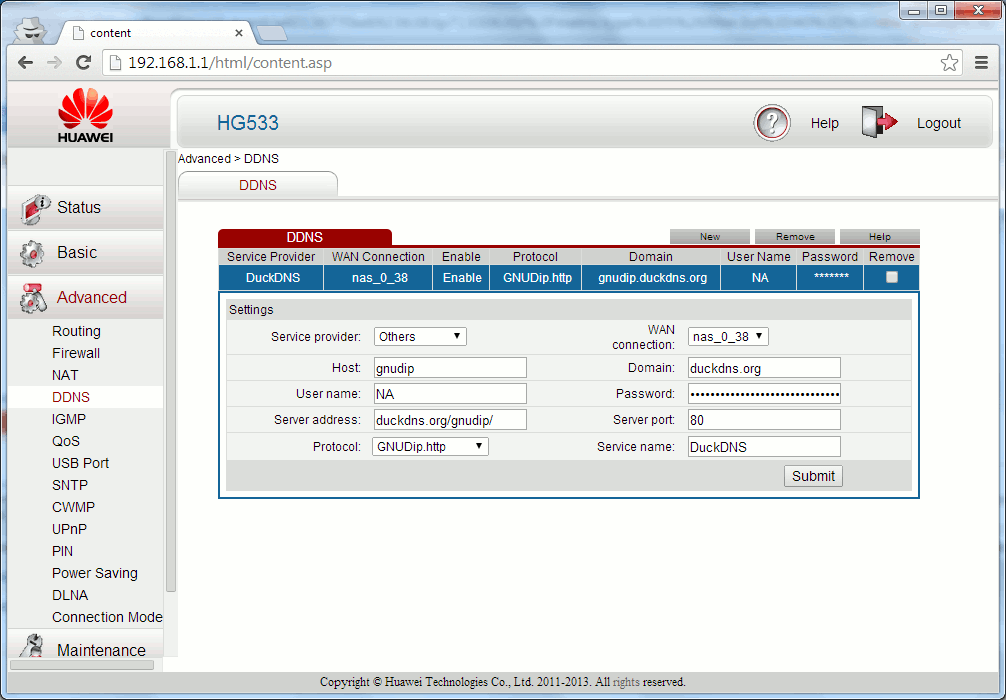 content
192.168.1.1/html/content.asp
HUAWEI
HG533
Help
Logout
Advanced > DDNS
DDNS
Status
Basic
Advanced
Routing
Firewall
NAT
DDNS
IGMP
QoS
USB Port
SNTP
CWMP
UPnP
PIN
Power Saving
DLNA
Connection Mode
Maintenance
DDNS
New
Remove
Help
Service Provider WAN Connection Enable Protocol Domain User Name Password Remove
DuckDNS nas_0_38 Enable GNUDip.http gnudip.duckdns.org NA *******
Settings
Service provider: Others
WAN connection: nas_0_38
Host: gnudip
Domain: duckdns.org
User name: NA
Password: ••••••••••••••••••••••••••••••
Server address: duckdns.org/gnudip/
Server port: 80
Protocol: GNUDip.http
Service name: DuckDNS
Submit
Copyright © Huawei Technologies Co., Ltd. 2011-2013. All rights reserved.